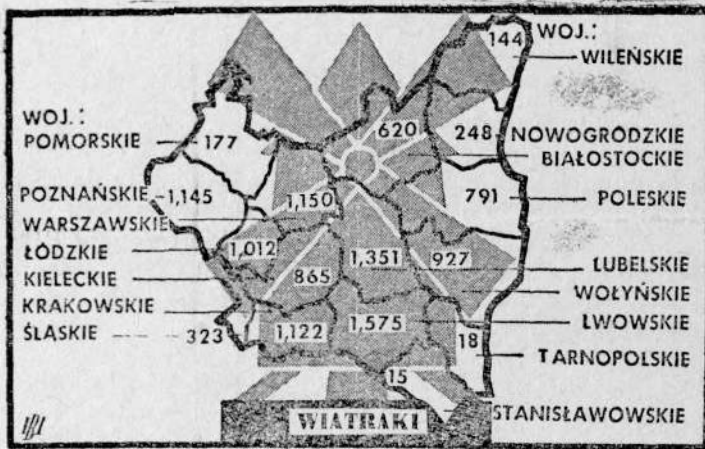 144 WOJ.:
WILEŃSKIE
WOJ.:
POMORSKIE
177
620
248
NOWOGRÓDZKIE
BIAŁOSTOCKIE
POZNAŃSKIE
1,145
1,150
791
POLESKIE
WARSZAWSKIE
ŁÓDZKIE
1,012
1,351
927
LUBELSKIE
KIELECKIE
865
WOŁYŃSKIE
KRAKOWSKIE
LWOWSKIE
ŚLĄSKIE
323
1,122
1,575
18
TARNOPOLSKIE
15
WIATRAKI
STANISŁAWOWSKIE